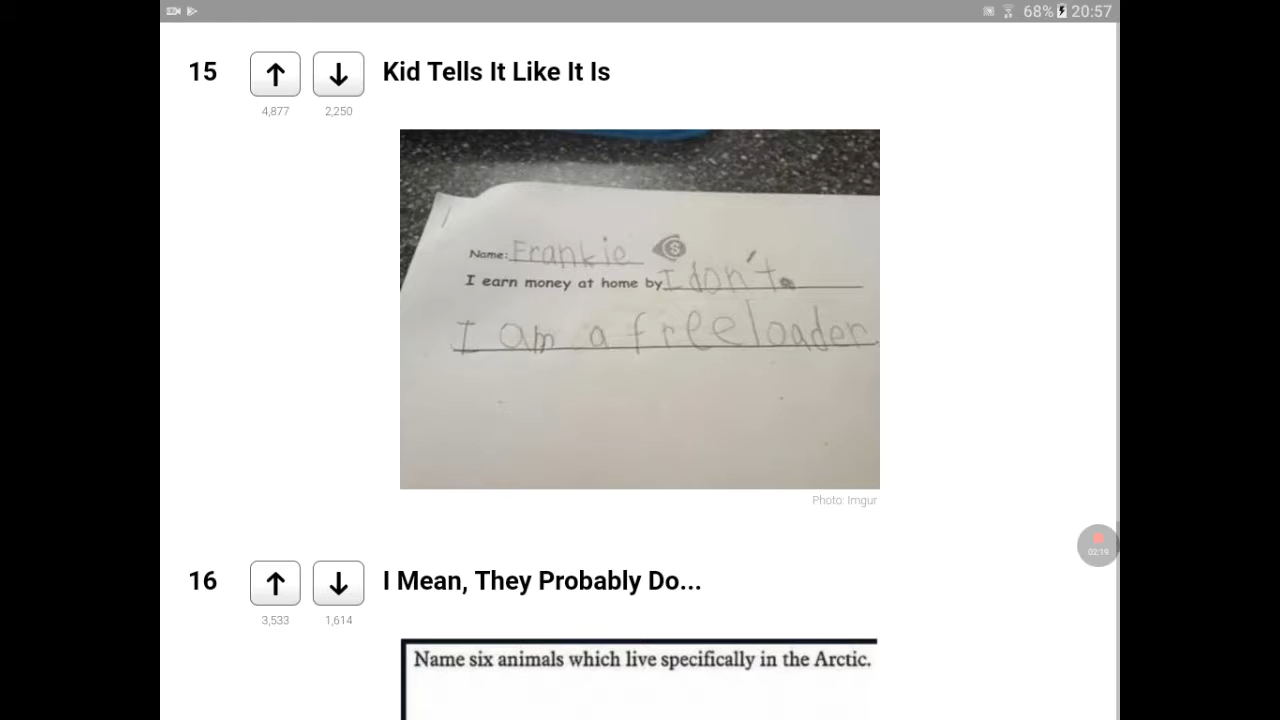 68% 20:57
15 Kid Tells It Like It Is
4,877 2,250
Name: Frankie
$
I earn money at home by I don't.
I am a freeloader
Photo: Imgur
02:19
16 I Mean, They Probably Do...
3,533 1,614
Name six animals which live specifically in the Arctic.